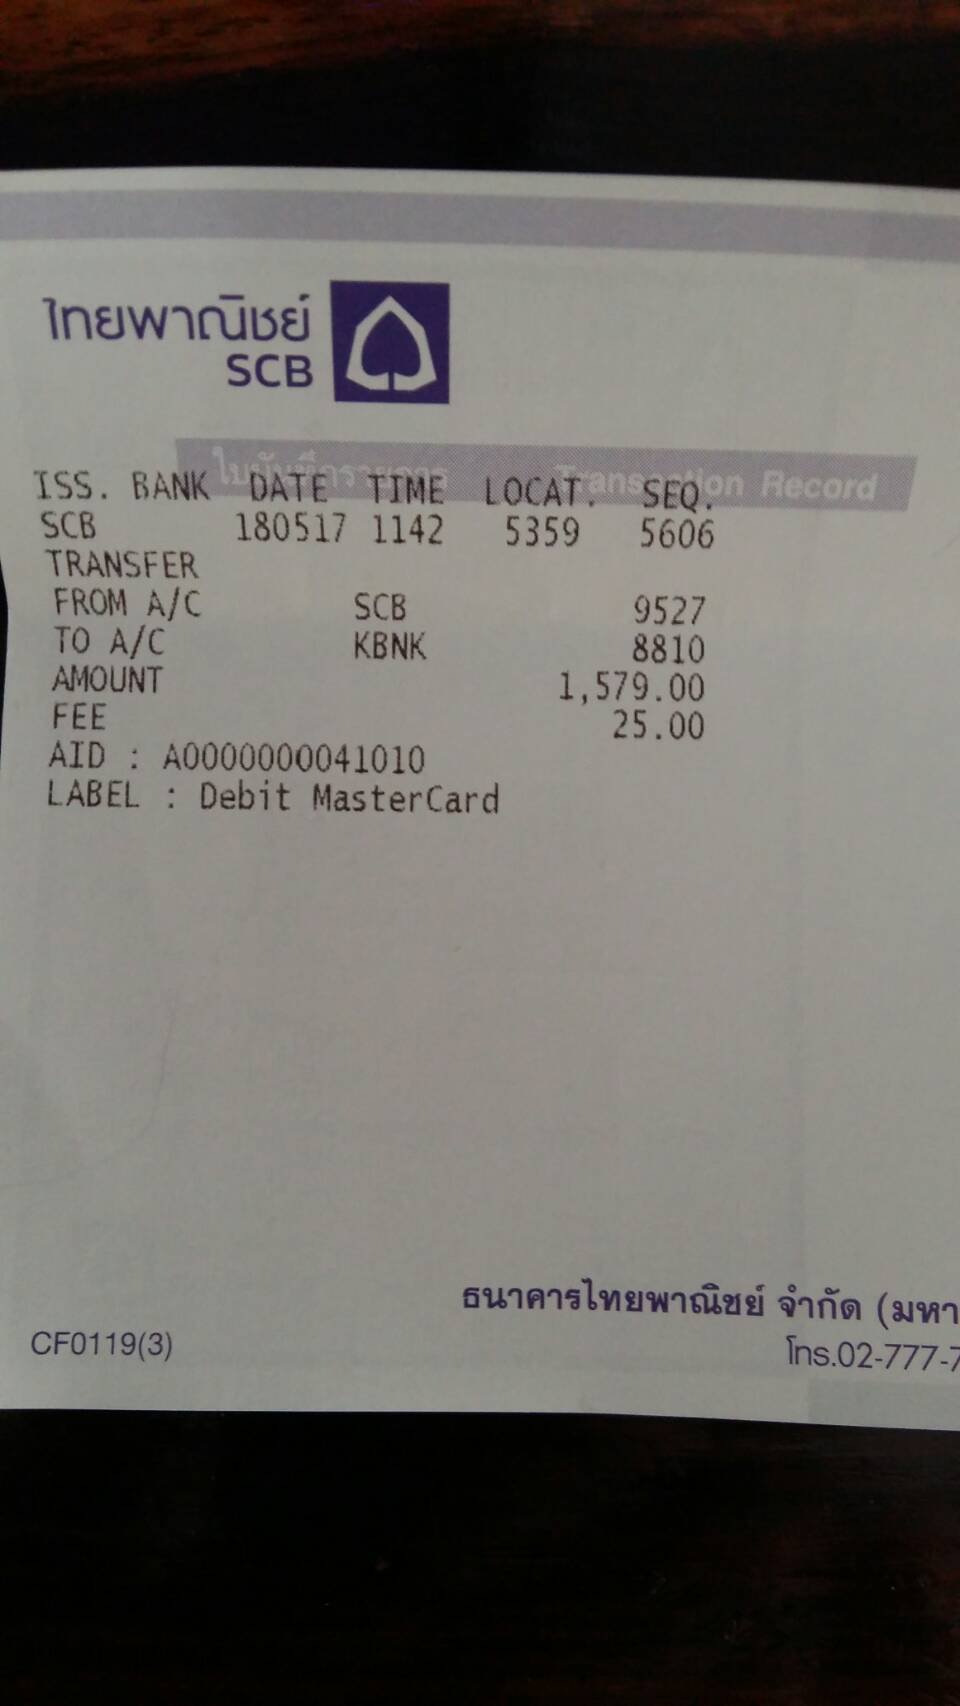 ไทยพาณิชย์
SCB
ใบบันทึกรายการ Transaction Record
ISS. BANK DATE TIME LOCAT. SEQ.
SCB 180517 1142 5359 5606
TRANSFER
FROM A/C SCB 9527
TO A/C KBNK 8810
AMOUNT 1,579.00
FEE 25.00
AID : A0000000041010
LABEL : Debit MasterCard
ธนาคารไทยพาณิชย์ จำกัด (มหา
CF0119(3) โทร.02-777-7